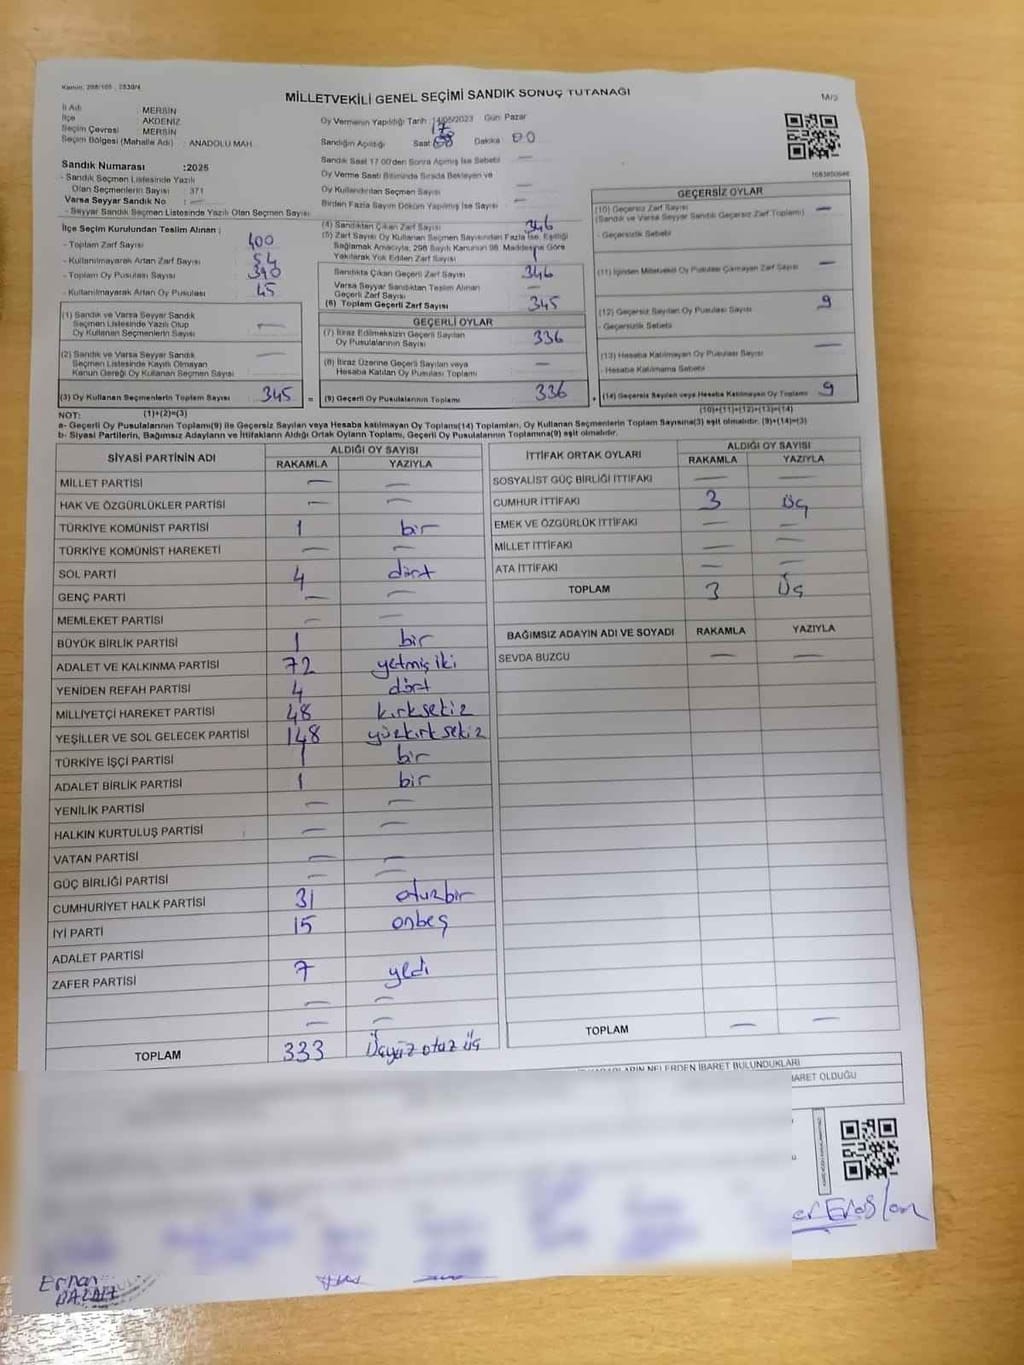 Kanun: 298/105 , 2839/4
MİLLETVEKİLİ GENEL SEÇİMİ SANDIK SONUÇ TUTANAĞI
İl Adı : MERSİN
İlçe : AKDENİZ
Seçim Çevresi : MERSİN
Seçim Bölgesi (Mahalle Adı) : ANADOLU MAH.
Sandık Numarası :2025
- Sandık Seçmen Listesinde Yazılı
Olan Seçmenlerin Sayısı : 371
Varsa Seyyar Sandık No : —
- Seyyar Sandık Seçmen Listesinde Yazılı Olan Seçmen Sayısı
Oy Vermenin Yapıldığı Tarih 14/05/2023 Gün: Pazar
Sandığın Açıldığı Saat 17 Dakika 00
Sandık Saat 17.00'den Sonra Açılmış İse Sebebi —
Oy Verme Saati Bitiminde Sırada Bekleyen ve
Oy Kullandırılan Seçmen Sayısı —
Birden Fazla Sayım Döküm Yapılmış İse Sayısı —
İlçe Seçim Kurulundan Teslim Alınan :
- Toplam Zarf Sayısı 400
- Kullanılmayarak Artan Zarf Sayısı 54
- Toplam Oy Pusulası Sayısı 390
- Kullanılmayarak Artan Oy Pusulası 45
(1) Sandık ve Varsa Seyyar Sandık
Seçmen Listesinde Yazılı Olup
Oy Kullanan Seçmenlerin Sayısı —
(2) Sandık ve Varsa Seyyar Sandık
Seçmen Listesinde Kayıtlı Olmayan
Kanun Gereği Oy Kullanan Seçmen Sayısı —
(3) Oy Kullanan Seçmenlerin Toplam Sayısı 345
(1)+(2)=(3)
(4) Sandıktan Çıkan Zarf Sayısı 346
(5) Zarf Sayısı Oy Kullanan Seçmen Sayısından Fazla İse, Eşitliği
Sağlamak Amacıyla, 298 Sayılı Kanunun 98. Maddesine Göre
Yakılarak Yok Edilen Zarf Sayısı 1
Sandıkta Çıkan Geçerli Zarf Sayısı 346
Varsa Seyyar Sandıktan Teslim Alınan
Geçerli Zarf Sayısı —
(6) Toplam Geçerli Zarf Sayısı 345
GEÇERLİ OYLAR
(7) İtiraz Edilmeksizin Geçerli Sayılan
Oy Pusulalarının Sayısı 336
(8) İtiraz Üzerine Geçerli Sayılan veya
Hesaba Katılan Oy Pusulası Toplamı —
= (9) Geçerli Oy Pusulalarının Toplamı 336
GEÇERSİZ OYLAR
(10) Geçersiz Zarf Sayısı —
(Sandık ve Varsa Seyyar Sandık Geçersiz Zarf Toplamı)
- Geçersizlik Sebebi
(11) İçinden Milletvekili Oy Pusulası Çıkmayan Zarf Sayısı —
(12) Geçersiz Sayılan Oy Pusulası Sayısı 9
- Geçersizlik Sebebi
(13) Hesaba Katılmayan Oy Pusulası Sayısı —
- Hesaba Katılmama Sebebi
+ (14) Geçersiz Sayılan veya Hesaba Katılmayan Oy Toplamı 9
(10)+(11)+(12)+(13)=(14)
NOT:
a- Geçerli Oy Pusulalarının Toplamı(9) ile Geçersiz Sayılan veya Hesaba Katılmayan Oy Toplamı(14) Toplamları, Oy Kullanan Seçmenlerin Toplam Sayısına(3) eşit olmalıdır. (9)+(14)=(3)
b- Siyasi Partilerin, Bağımsız Adayların ve İttifakların Aldığı Ortak Oyların Toplamı, Geçerli Oy Pusulalarının Toplamına(9) eşit olmalıdır.
SİYASİ PARTİNİN ADI ALDIĞI OY SAYISI
RAKAMLA YAZIYLA
MİLLET PARTİSİ — —
HAK VE ÖZGÜRLÜKLER PARTİSİ — —
TÜRKİYE KOMÜNİST PARTİSİ 1 bir
TÜRKİYE KOMÜNİST HAREKETİ — —
SOL PARTİ 4 dört
GENÇ PARTİ — —
MEMLEKET PARTİSİ — —
BÜYÜK BİRLİK PARTİSİ 1 bir
ADALET VE KALKINMA PARTİSİ 72 yetmiş iki
YENİDEN REFAH PARTİSİ 4 dört
MİLLİYETÇİ HAREKET PARTİSİ 48 kırksekiz
YEŞİLLER VE SOL GELECEK PARTİSİ 148 yüzkırk sekiz
TÜRKİYE İŞÇİ PARTİSİ 1 bir
ADALET BİRLİK PARTİSİ 1 bir
YENİLİK PARTİSİ — —
HALKIN KURTULUŞ PARTİSİ — —
VATAN PARTİSİ — —
GÜÇ BİRLİĞİ PARTİSİ — —
CUMHURİYET HALK PARTİSİ 31 otuzbir
İYİ PARTİ 15 onbeş
ADALET PARTİSİ
ZAFER PARTİSİ 7 yedi
— —
— —
TOPLAM 333 Üçyüz otuz üç
İTTİFAK ORTAK OYLARI ALDIĞI OY SAYISI
RAKAMLA YAZIYLA
SOSYALİST GÜÇ BİRLİĞİ İTTİFAKI — —
CUMHUR İTTİFAKI 3 üç
EMEK VE ÖZGÜRLÜK İTTİFAKI — —
MİLLET İTTİFAKI — —
ATA İTTİFAKI — —
TOPLAM 3 Üç
BAĞIMSIZ ADAYIN ADI VE SOYADI RAKAMLA YAZIYLA
SEVDA BUZCU — —
TOPLAM — —
NELERDEN İBARET BULUNDUKLARI
OLDUĞU
Erhan